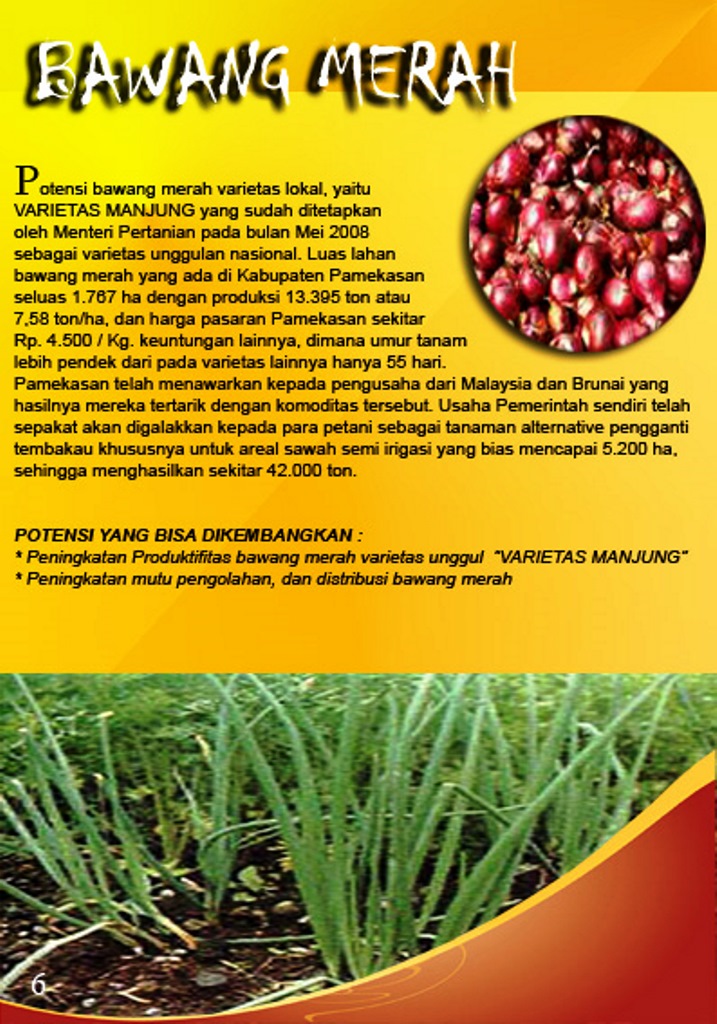 BAWANG MERAH
Potensi bawang merah varietas lokal, yaitu
VARIETAS MANJUNG yang sudah ditetapkan
oleh Menteri Pertanian pada bulan Mei 2008
sebagai varietas unggulan nasional. Luas lahan
bawang merah yang ada di Kabupaten Pamekasan
seluas 1.767 ha dengan produksi 13.395 ton atau
7,58 ton/ha, dan harga pasaran Pamekasan sekitar
Rp. 4.500 / Kg. keuntungan lainnya, dimana umur tanam
lebih pendek dari pada varietas lainnya hanya 55 hari.
Pamekasan telah menawarkan kepada pengusaha dari Malaysia dan Brunai yang
hasilnya mereka tertarik dengan komoditas tersebut. Usaha Pemerintah sendiri telah
sepakat akan digalakkan kepada para petani sebagai tanaman alternative pengganti
tembakau khususnya untuk areal sawah semi irigasi yang bias mencapai 5.200 ha,
sehingga menghasilkan sekitar 42.000 ton.
POTENSI YANG BISA DIKEMBANGKAN :
* Peningkatan Produktifitas bawang merah varietas unggul "VARIETAS MANJUNG"
* Peningkatan mutu pengolahan, dan distribusi bawang merah
6